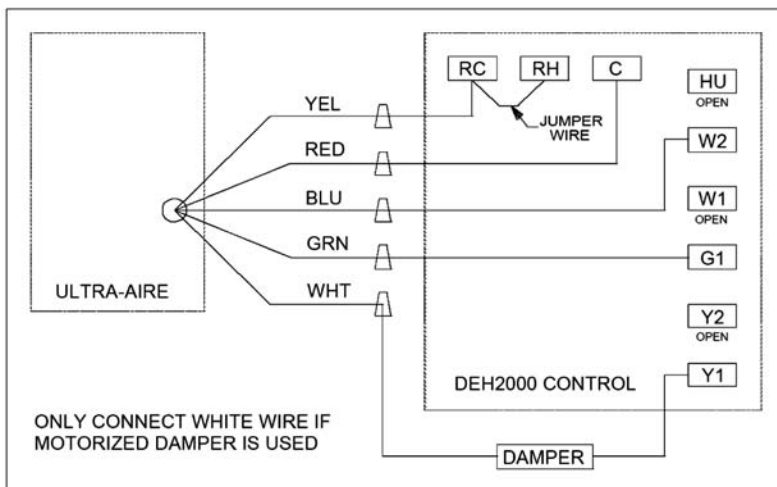 RC RH C
HU
OPEN
YEL
JUMPER
WIRE
W2
RED
BLU
W1
OPEN
GRN
G1
ULTRA-AIRE
WHT
Y2
OPEN
DEH2000 CONTROL
Y1
ONLY CONNECT WHITE WIRE IF
MOTORIZED DAMPER IS USED
DAMPER